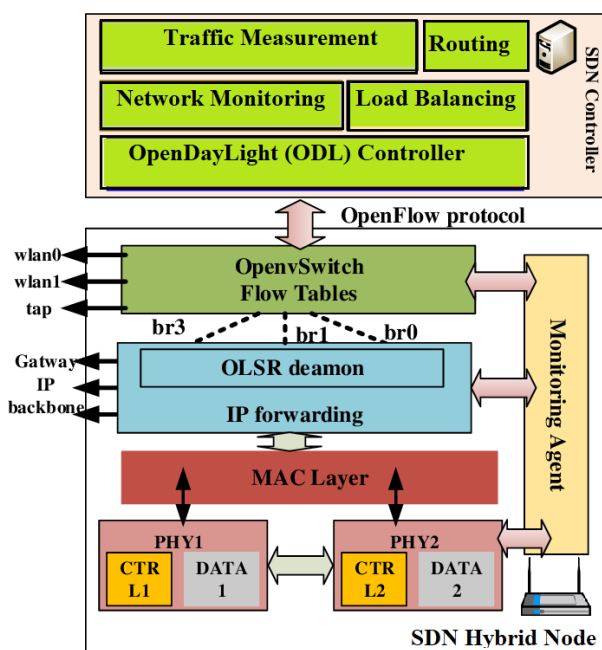 Traffic Measurement
Routing
Network Monitoring
Load Balancing
OpenDayLight (ODL) Controller
SDN Controller
OpenFlow protocol
wlan0
wlan1
tap
OpenvSwitch
Flow Tables
br3
br1
br0
Gatway
IP
backbone
OLSR deamon
IP forwarding
Monitoring Agent
MAC Layer
PHY1
CTR
L1
DATA
1
PHY2
CTR
L2
DATA
2
SDN Hybrid Node